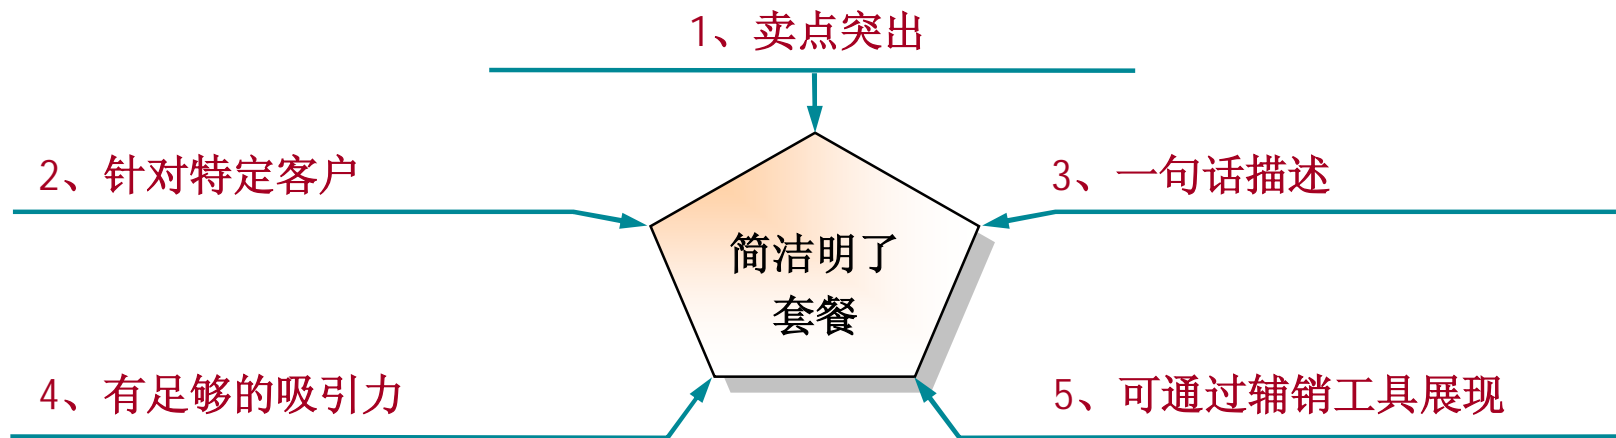 1、卖点突出
2、针对特定客户
3、一句话描述
简洁明了
套餐
4、有足够的吸引力
5、可通过辅销工具展现